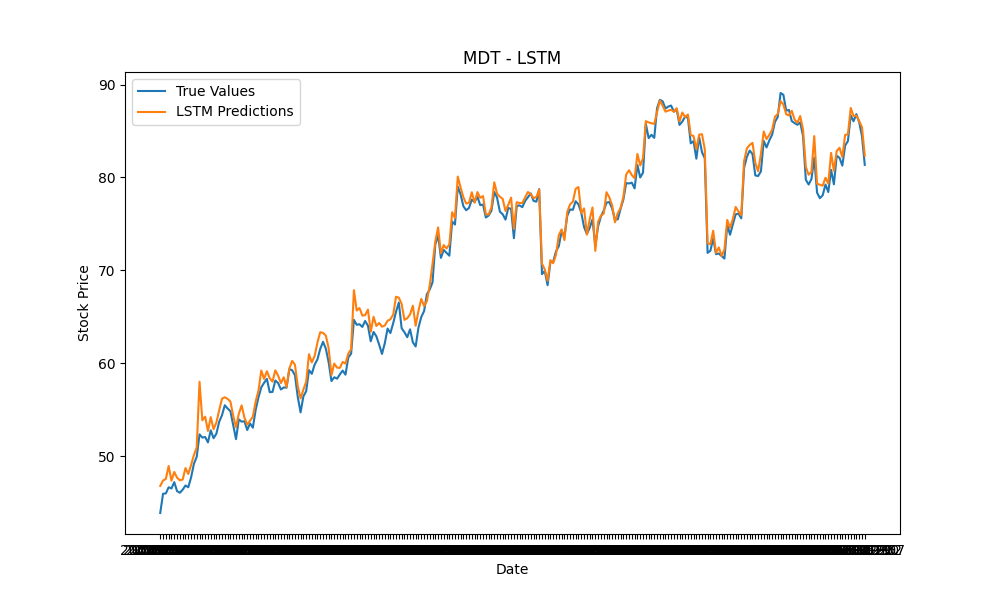 MDT - LSTM
True Values
LSTM Predictions
90
80
70
60
50
Stock Price
Date